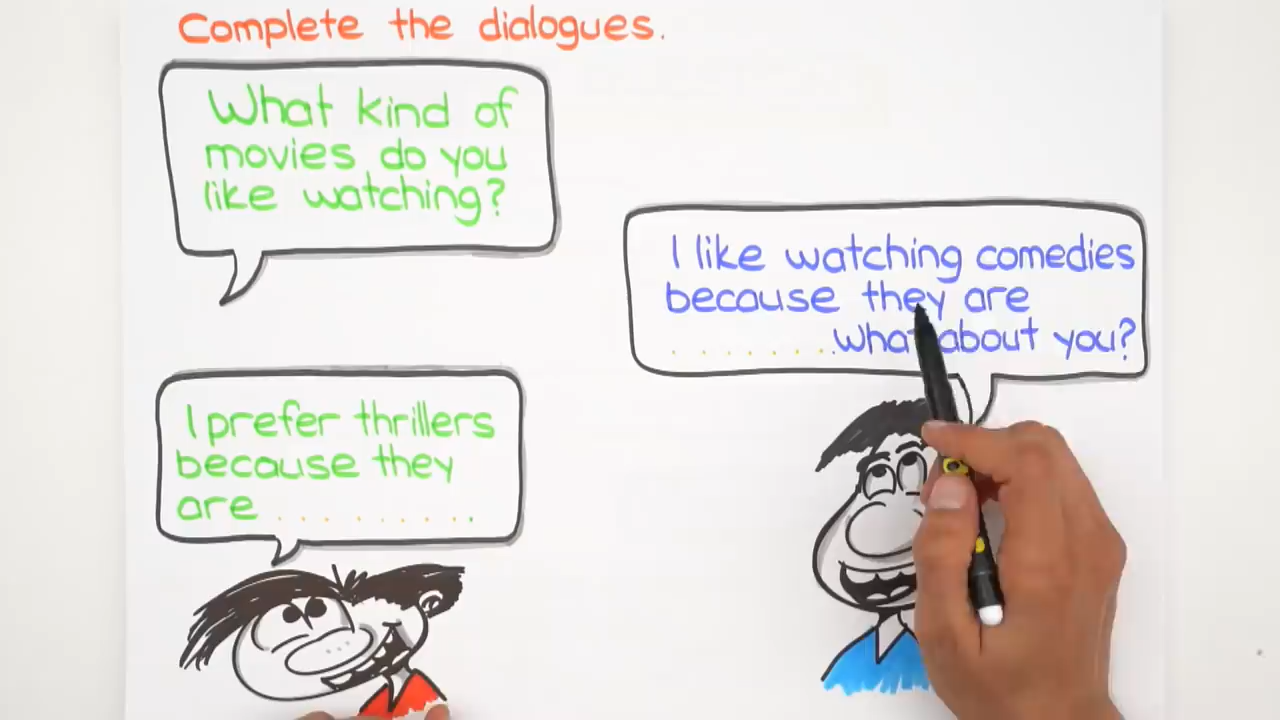 Complete the dialogues.
What kind of
movies do you
like watching?
I like watching comedies
because they are
........What about you?
I prefer thrillers
because they
are ........